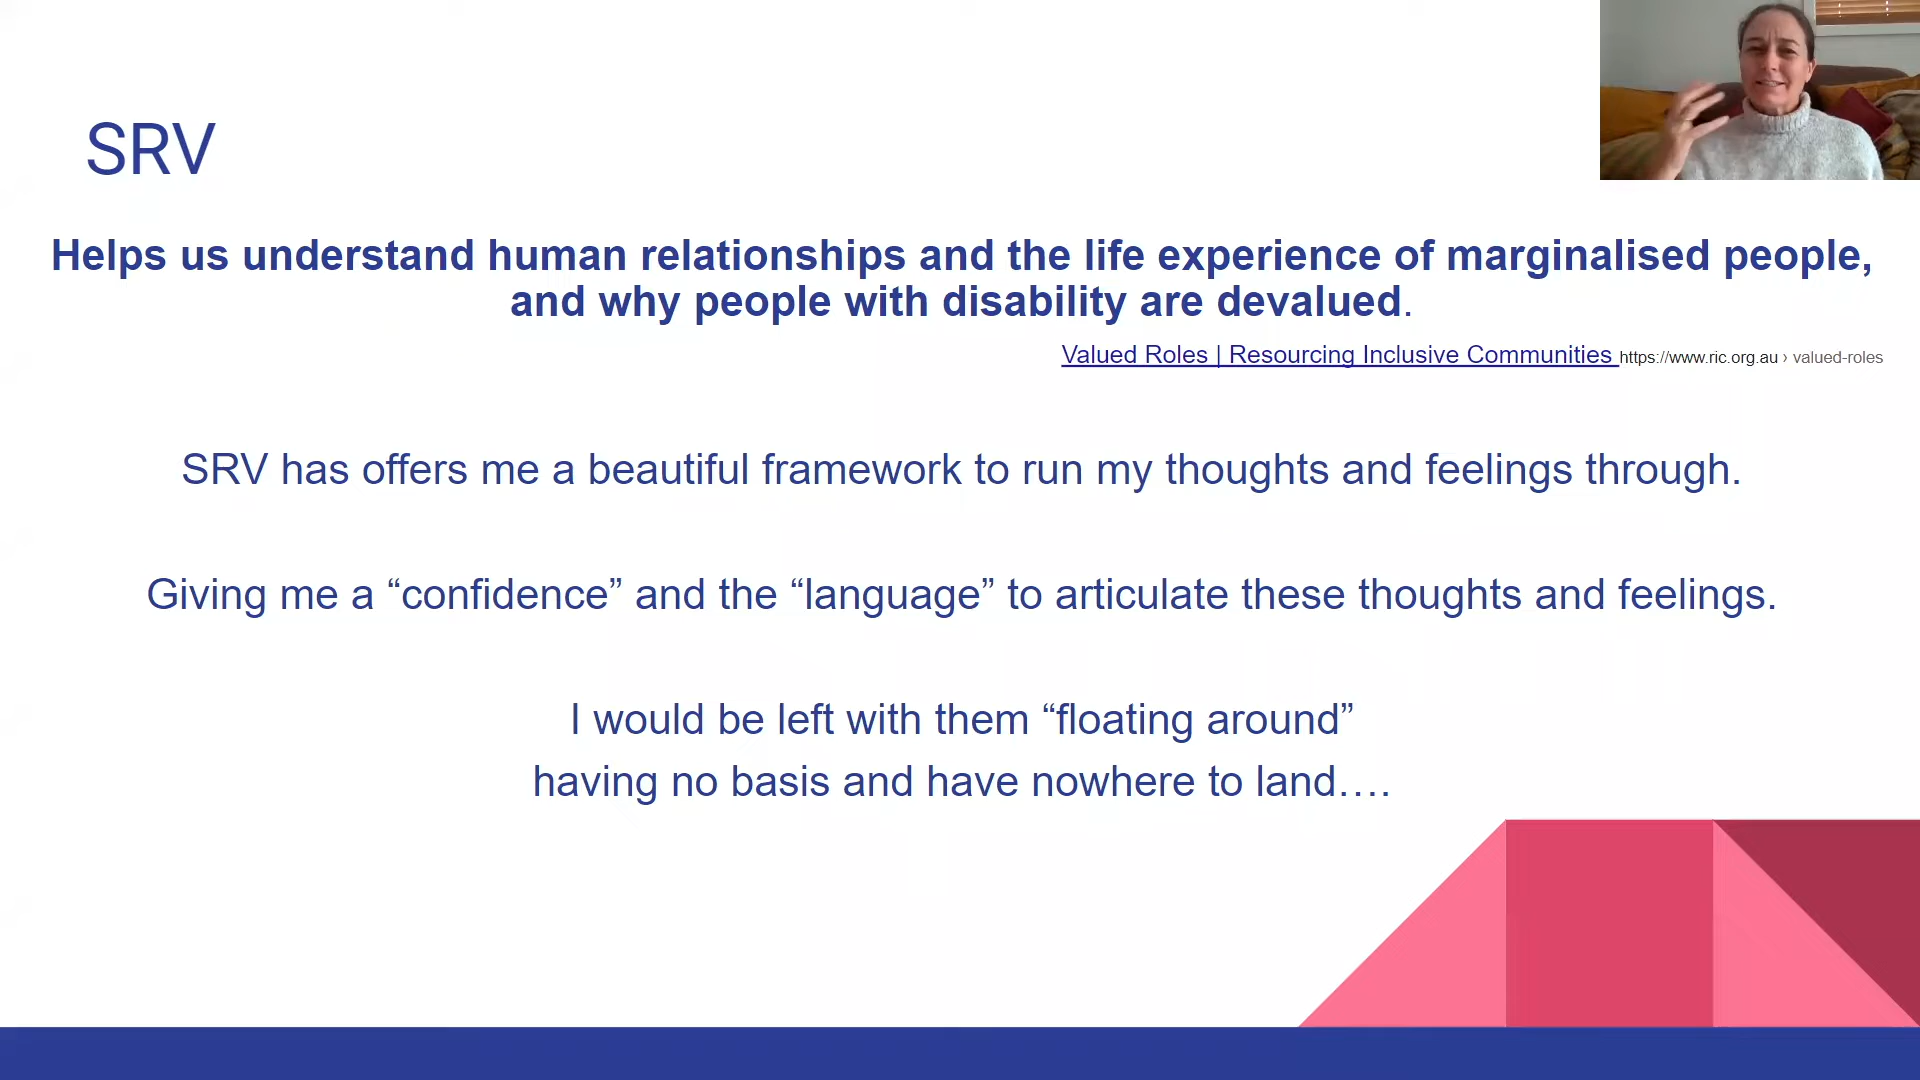 SRV
Helps us understand human relationships and the life experience of marginalised people,
and why people with disability are devalued.
Valued Roles | Resourcing Inclusive Communities https://www.ric.org.au › valued-roles
SRV has offers me a beautiful framework to run my thoughts and feelings through.
Giving me a “confidence” and the “language” to articulate these thoughts and feelings.
I would be left with them “floating around”
having no basis and have nowhere to land….